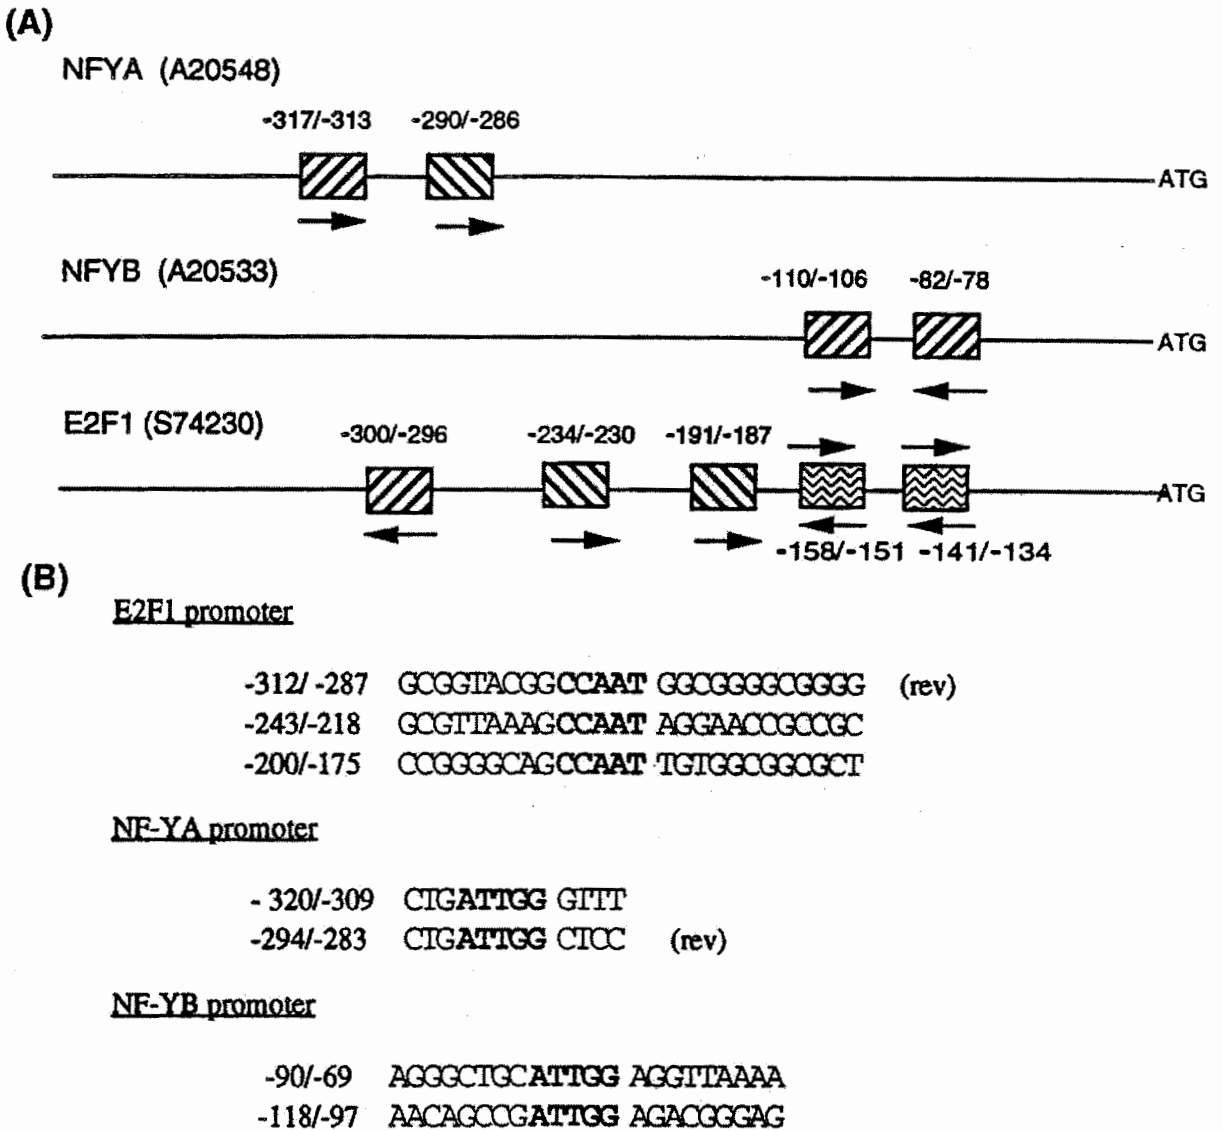 (A)
NFYA (A20548)
-317/-313 -290/-286
ATG
NFYB (A20533)
-110/-106 -82/-78
ATG
E2F1 (S74230)
-300/-296 -234/-230 -191/-187
ATG
-158/-151 -141/-134
(B)
E2F1 promoter
-312/ -287 GCGGTACGGCCAAT GGCGGGGCGGGG (rev)
-243/-218 GCGTTAAAGCCAAT AGGAACCGCCGC
-200/-175 CCGGGGCAGCCAAT TGTGGCGGCGCT
NF-YA promoter
- 320/-309 CTGATTGG GTTT
-294/-283 CTGATTGG CTCC (rev)
NF-YB promoter
-90/-69 AGGGCTGCATTGG AGGTTAAAA
-118/-97 AACAGCCGATTGG AGACGGGAG